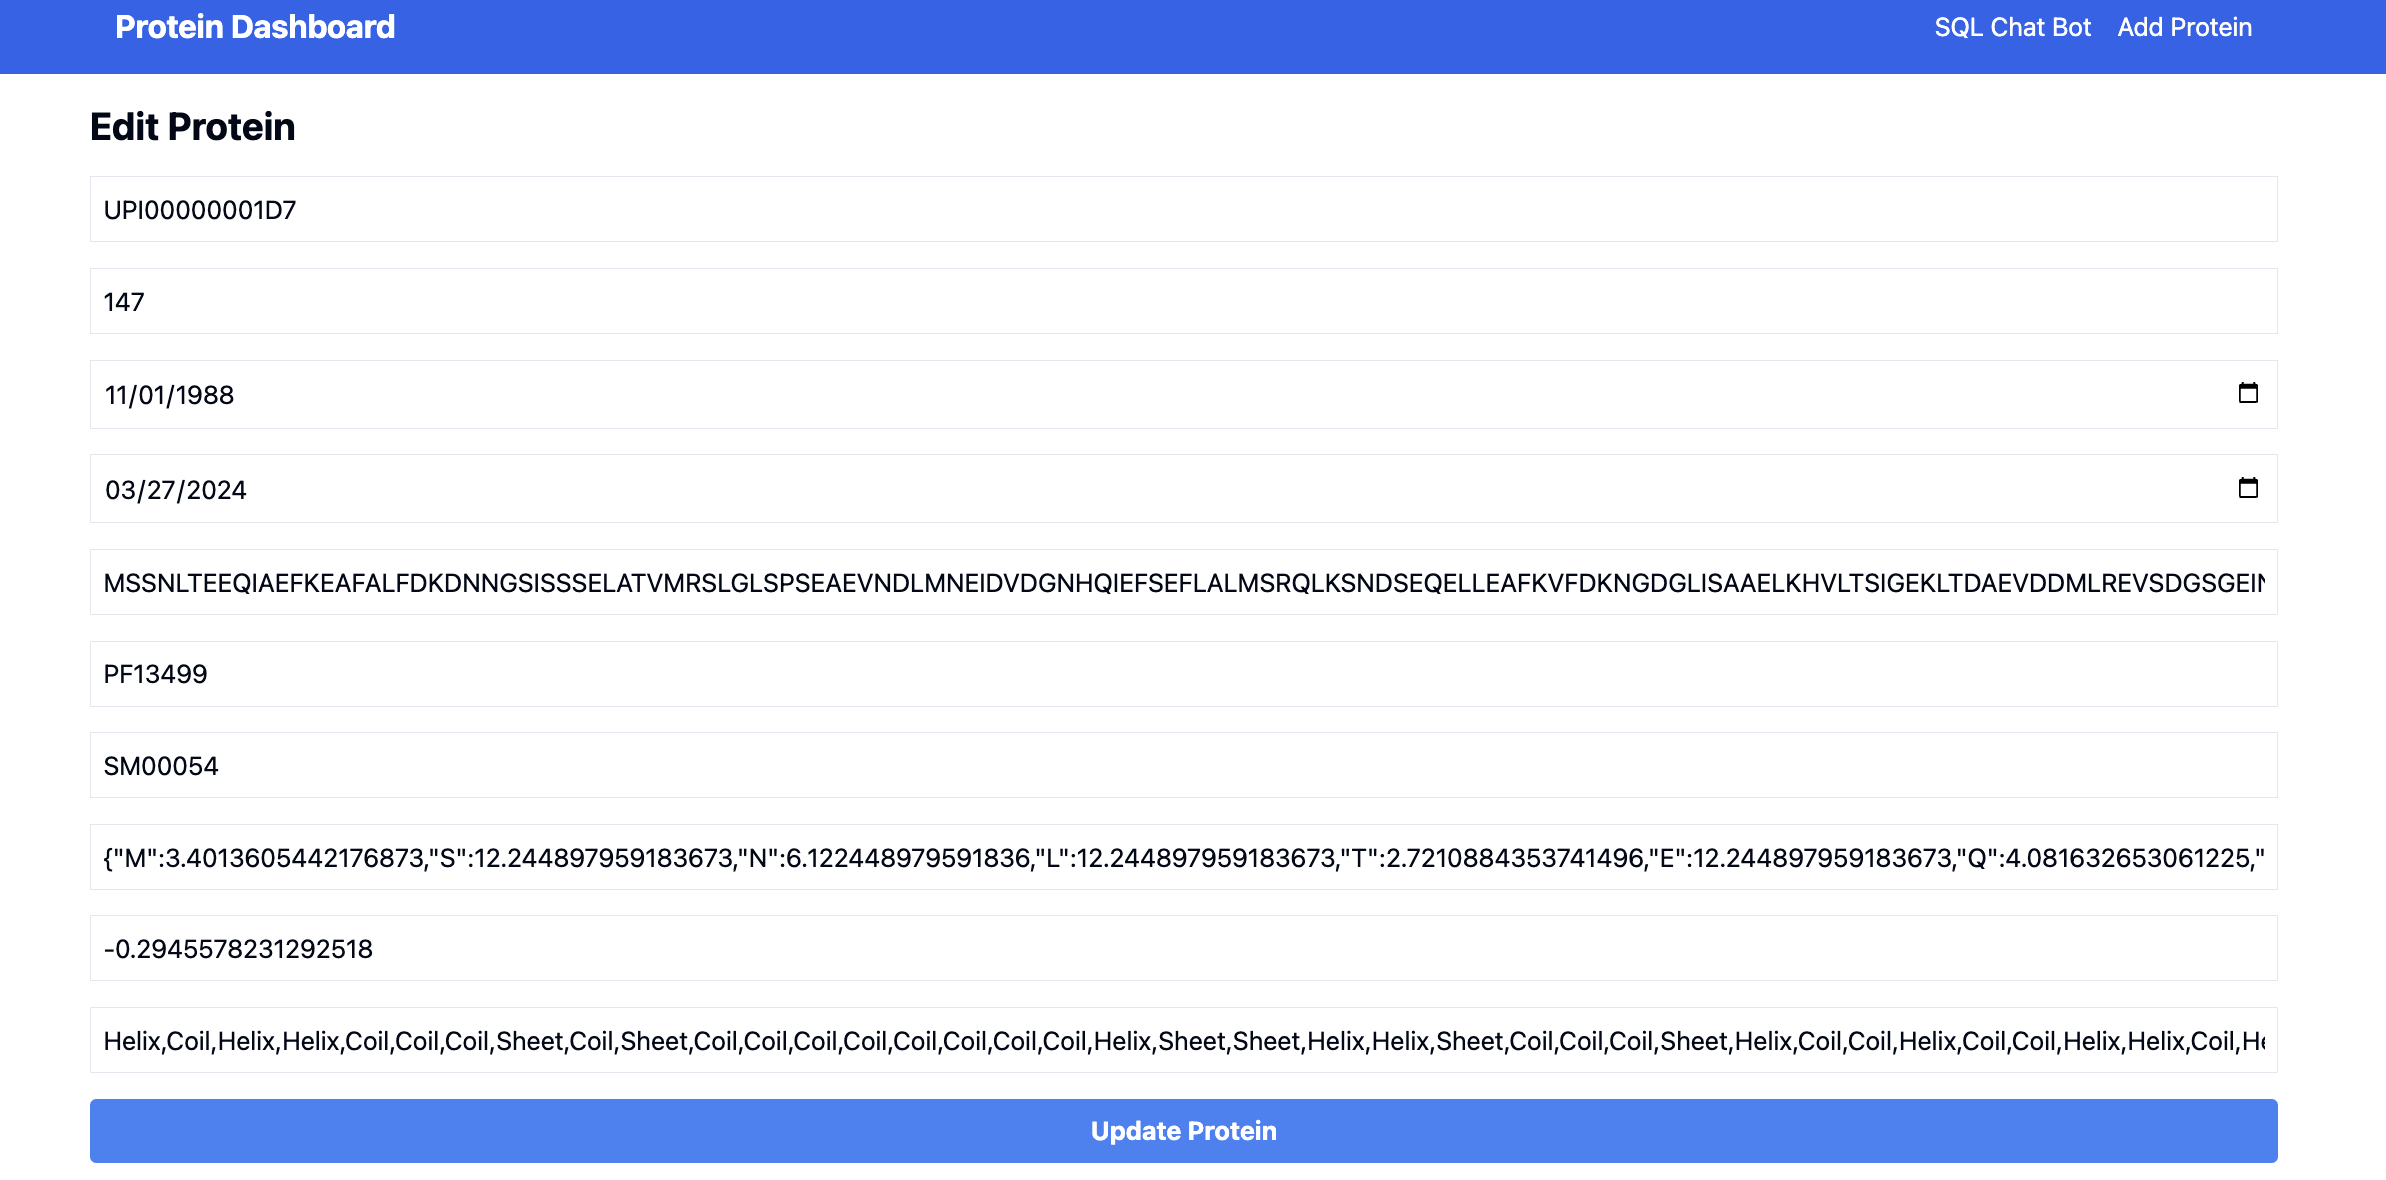 Protein Dashboard SQL Chat Bot Add Protein
Edit Protein
UPI00000001D7
147
11/01/1988
03/27/2024
MSSNLTEEQIAEFKEAFALFDKDNNGSISSSELATVMRSLGLSPSEAEVNDLMNEIDVDGNHQIEFSEFLALMSRQLKSNDSEQELLEAFKVFDKNGDGLISAAELKHVLTSIGEKLTDAEVDDMLREVSDGSGEIN
PF13499
SM00054
{"M":3.4013605442176873,"S":12.244897959183673,"N":6.122448979591836,"L":12.244897959183673,"T":2.7210884353741496,"E":12.244897959183673,"Q":4.081632653061225,"
-0.2945578231292518
Helix,Coil,Helix,Helix,Coil,Coil,Coil,Sheet,Coil,Sheet,Coil,Coil,Coil,Coil,Coil,Coil,Coil,Coil,Helix,Sheet,Sheet,Helix,Helix,Sheet,Coil,Coil,Coil,Sheet,Helix,Coil,Coil,Helix,Coil,Coil,Helix,Helix,Coil,He
Update Protein